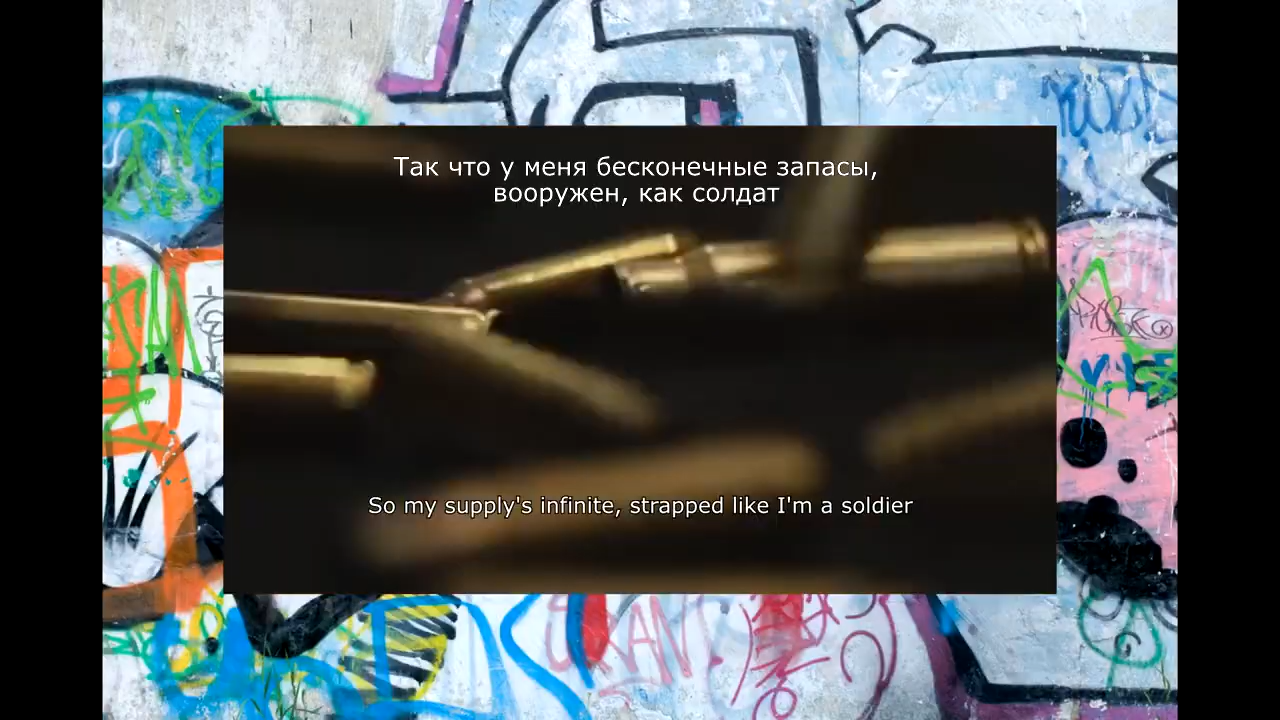 Так что у меня бесконечные запасы,
вооружен, как солдат
So my supply's infinite, strapped like I'm a soldier